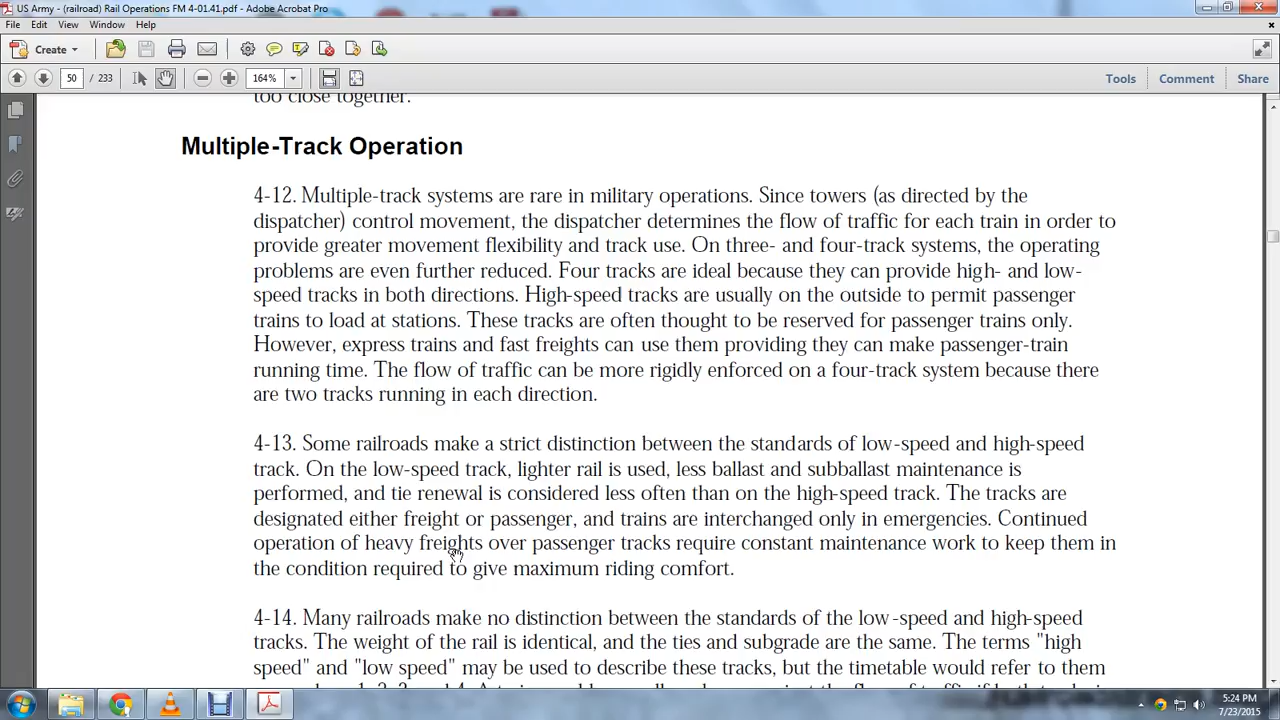 US Army - (railroad) Rail Operations FM 4-01.41.pdf - Adobe Acrobat Pro
File Edit View Window Help
Create
50 / 233
164%
Tools Comment Share
too close together.
Multiple-Track Operation
4-12. Multiple-track systems are rare in military operations. Since towers (as directed by the
dispatcher) control movement, the dispatcher determines the flow of traffic for each train in order to
provide greater movement flexibility and track use. On three- and four-track systems, the operating
problems are even further reduced. Four tracks are ideal because they can provide high- and low-
speed tracks in both directions. High-speed tracks are usually on the outside to permit passenger
trains to load at stations. These tracks are often thought to be reserved for passenger trains only.
However, express trains and fast freights can use them providing they can make passenger-train
running time. The flow of traffic can be more rigidly enforced on a four-track system because there
are two tracks running in each direction.
4-13. Some railroads make a strict distinction between the standards of low-speed and high-speed
track. On the low-speed track, lighter rail is used, less ballast and subballast maintenance is
performed, and tie renewal is considered less often than on the high-speed track. The tracks are
designated either freight or passenger, and trains are interchanged only in emergencies. Continued
operation of heavy freights over passenger tracks require constant maintenance work to keep them in
the condition required to give maximum riding comfort.
4-14. Many railroads make no distinction between the standards of the low-speed and high-speed
tracks. The weight of the rail is identical, and the ties and subgrade are the same. The terms "high
speed" and "low speed" may be used to describe these tracks, but the timetable would refer to them
5:24 PM
7/23/2015